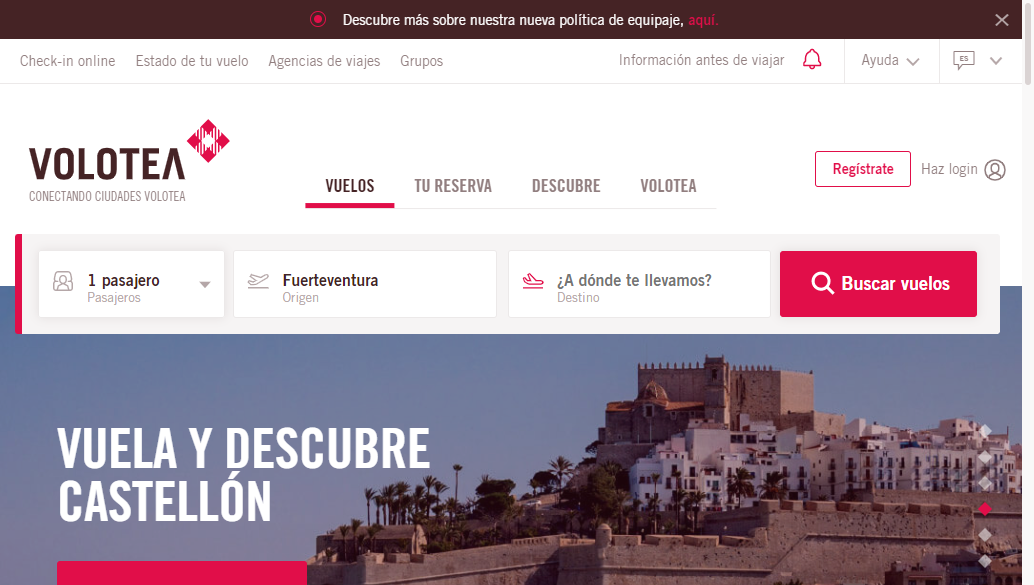 Descubre más sobre nuestra nueva política de equipaje, aquí.
Check-in online
Estado de tu vuelo
Agencias de viajes
Grupos
Información antes de viajar
Ayuda
ES
VOLOTEA
CONECTANDO CIUDADES VOLOTEA
VUELOS
TU RESERVA
DESCUBRE
VOLOTEA
Regístrate
Haz login
1 pasajero
Pasajeros
Fuerteventura
Origen
¿A dónde te llevamos?
Destino
Buscar vuelos
VUELA Y DESCUBRE
CASTELLÓN